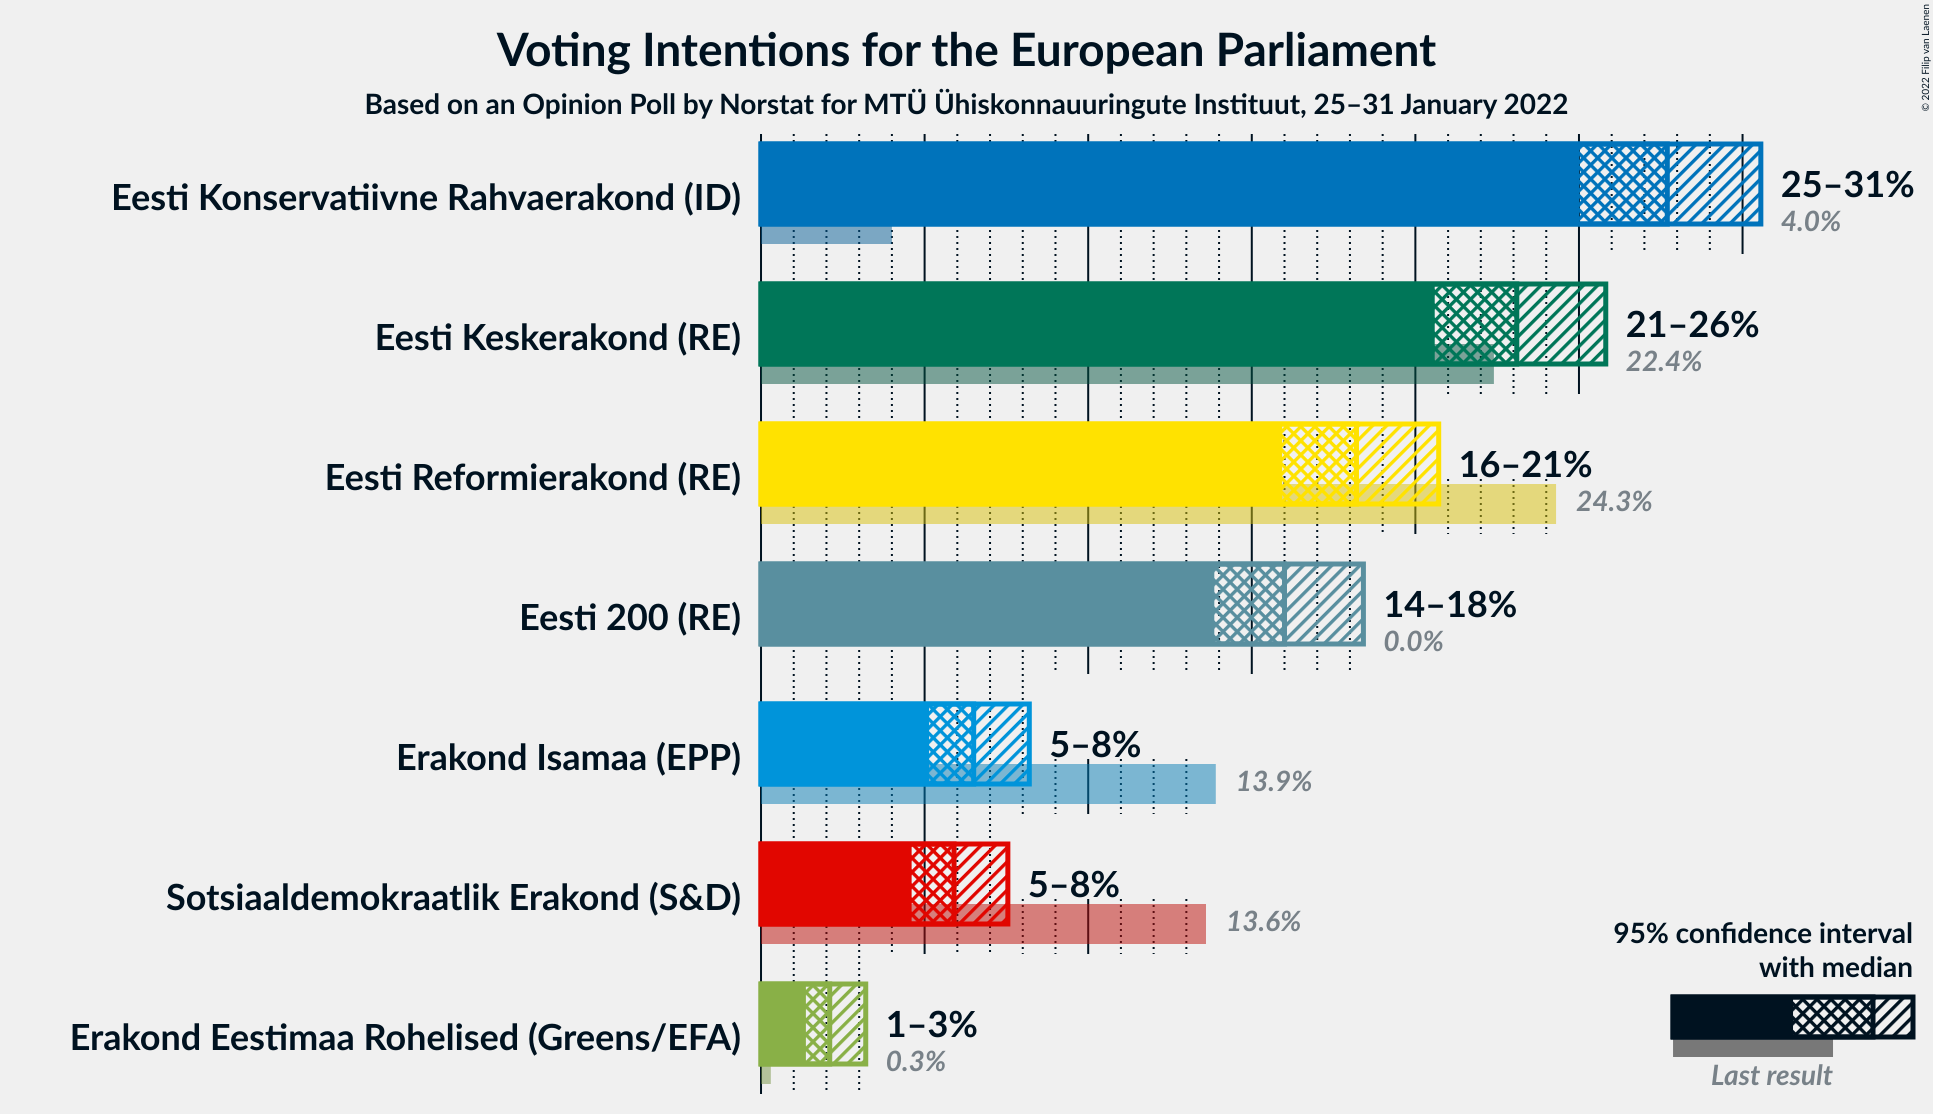 Voting Intentions for the European Parliament
Based on an Opinion Poll by Norstat for MTÜ Ühiskonnauuringute Instituut, 25–31 January 2022
© 2022 Filip van Laenen
Eesti Konservatiivne Rahvaerakond (ID)
25–31%
4.0%
Eesti Keskerakond (RE)
21–26%
22.4%
Eesti Reformierakond (RE)
16–21%
24.3%
Eesti 200 (RE)
14–18%
0.0%
Erakond Isamaa (EPP)
5–8%
13.9%
Sotsiaaldemokraatlik Erakond (S&D)
5–8%
13.6%
Erakond Eestimaa Rohelised (Greens/EFA)
1–3%
0.3%
95% confidence interval
with median
Last result